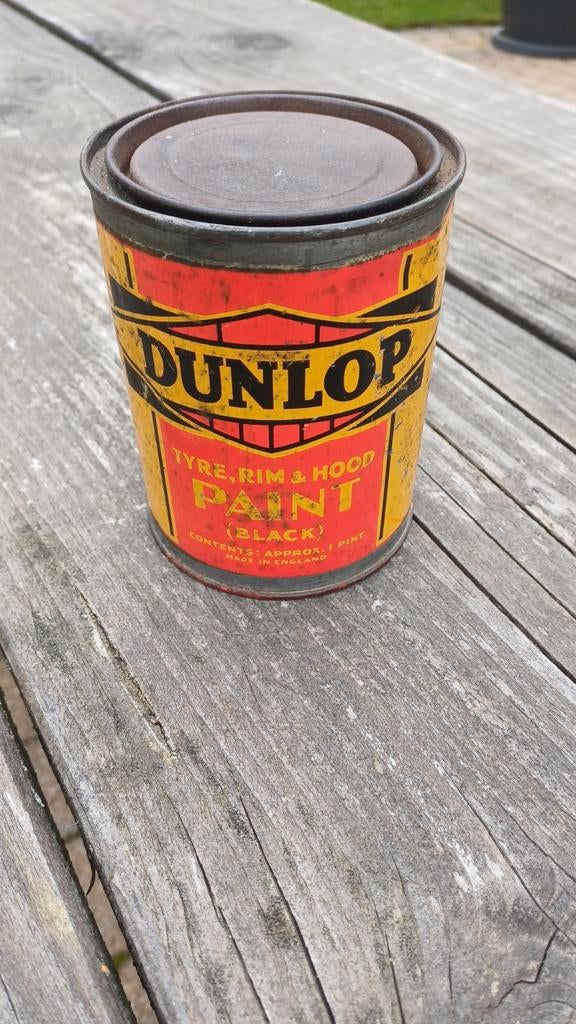 DUNLOP
TYRE, RIM & HOOD
PAINT
(BLACK)
CONTENTS: APPROX. 1 PINT.
MADE IN ENGLAND